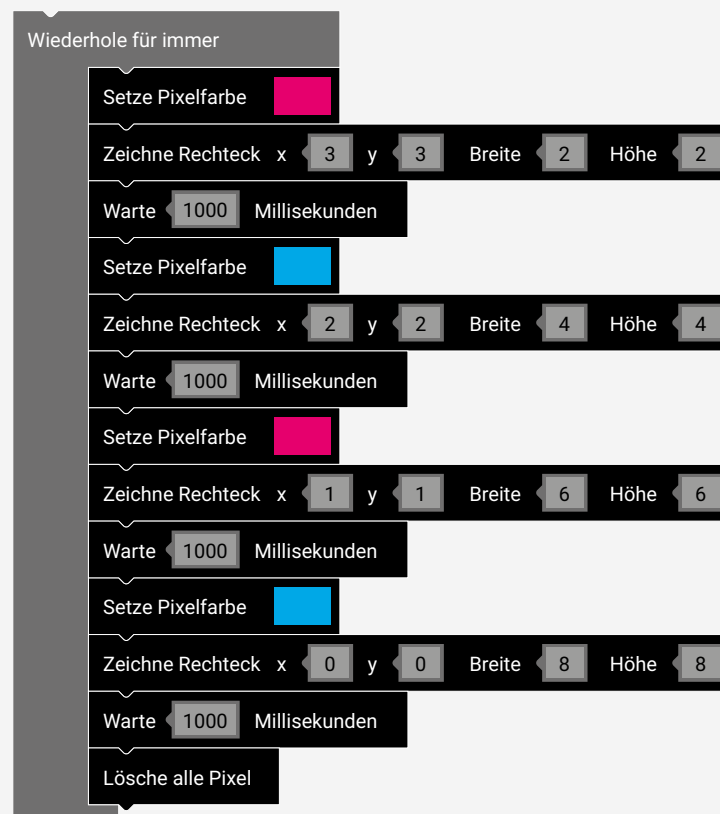 Wiederhole für immer
Setze Pixelfarbe
Zeichne Rechteck x 3 y 3 Breite 2 Höhe 2
Warte 1000 Millisekunden
Setze Pixelfarbe
Zeichne Rechteck x 2 y 2 Breite 4 Höhe 4
Warte 1000 Millisekunden
Setze Pixelfarbe
Zeichne Rechteck x 1 y 1 Breite 6 Höhe 6
Warte 1000 Millisekunden
Setze Pixelfarbe
Zeichne Rechteck x 0 y 0 Breite 8 Höhe 8
Warte 1000 Millisekunden
Lösche alle Pixel